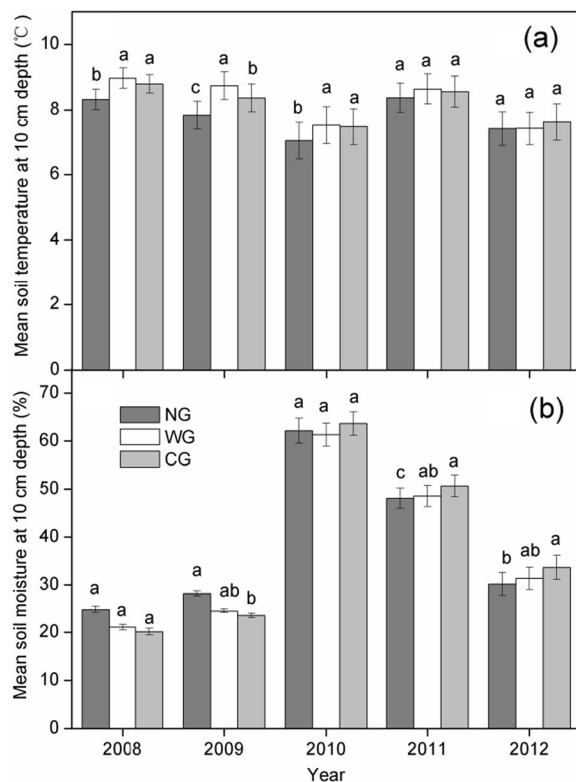 Mean soil temperature at 10 cm depth (℃)
10
8
6
4
2
0
(a)
b a a
c a b
b a a
a a a
a a a
Mean soil moisture at 10 cm depth (%)
70
60
50
40
30
20
10
0
(b)
NG
WG
CG
a a a
a ab b
a a a
c ab a
b ab a
2008 2009 2010 2011 2012
Year